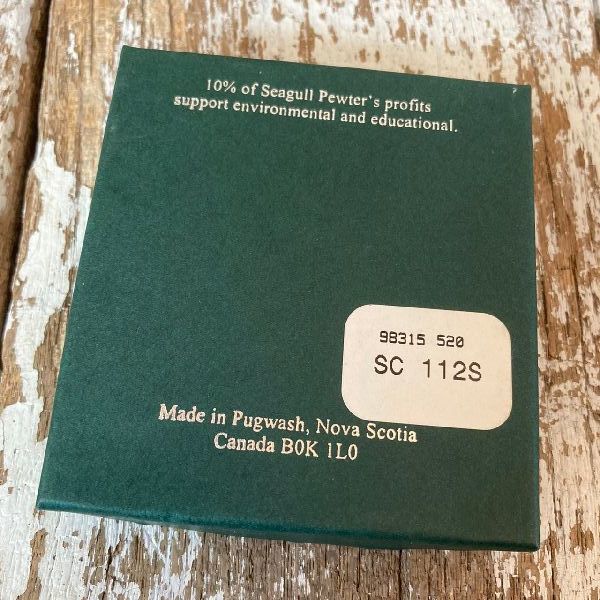 10% of Seagull Pewter's profits
support environmental and educational.
98315 520
SC 112S
Made in Pugwash, Nova Scotia
Canada B0K 1L0